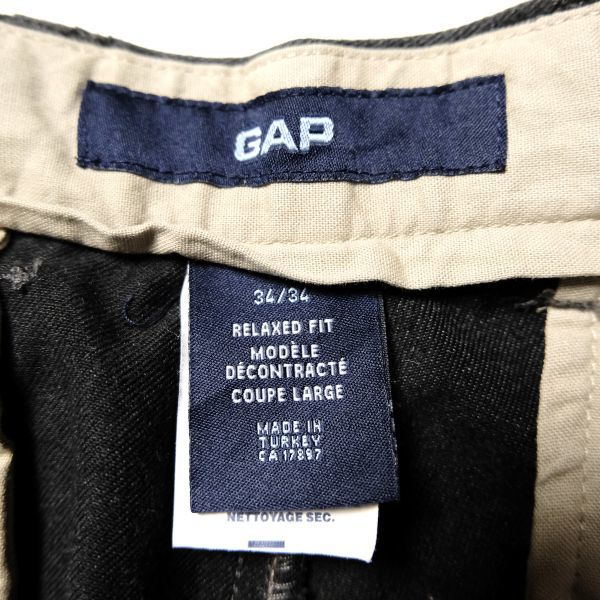 GAP
34/34
RELAXED FIT
MODÈLE
DÉCONTRACTÉ
COUPE LARGE
MADE IN
TURKEY
CA 17897
NETTOYAGE SEC.